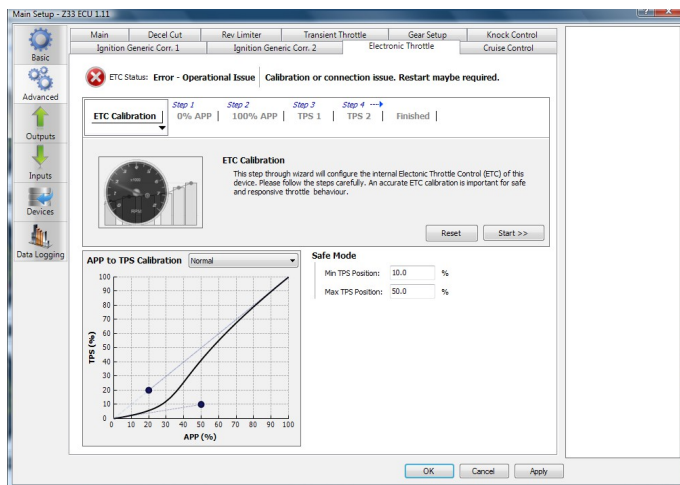 Main Setup - Z33 ECU 1.11
Main Decel Cut Rev Limiter Transient Throttle Gear Setup Knock Control
Ignition Generic Corr. 1 Ignition Generic Corr. 2 Electronic Throttle Cruise Control
Basic
Advanced
Outputs
Inputs
Devices
Data Logging
ETC Status: Error - Operational Issue Calibration or connection issue. Restart maybe required.
Step 1 Step 2 Step 3 Step 4 --->
ETC Calibration 0% APP 100% APP TPS 1 TPS 2 Finished
ETC Calibration
This step through wizard will configure the internal Electonic Throttle Control (ETC) of this
device. Please follow the steps carefully. An accurate ETC calibration is important for safe
and responsive throttle behaviour.
Reset Start >>
APP to TPS Calibration Normal
100
90
80
70
60
50
40
30
20
10
0
TPS (%)
0 10 20 30 40 50 60 70 80 90 100
APP (%)
Safe Mode
Min TPS Position: 10.0 %
Max TPS Position: 50.0 %
OK Cancel Apply